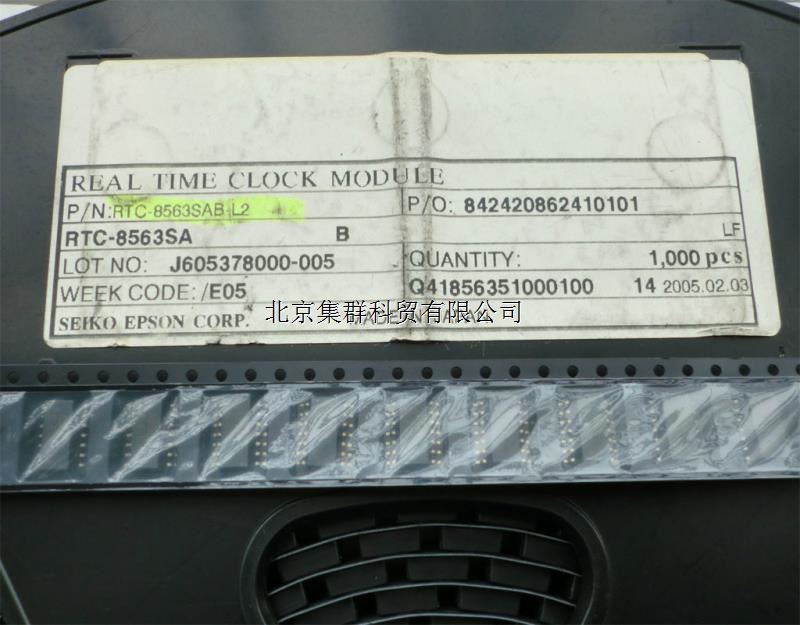 REAL TIME CLOCK MODULE
P/N:RTC-8563SAB-L2
P/O: 842420862410101
RTC-8563SA B
LF
LOT NO: J605378000-005
QUANTITY: 1,000 pcs
WEEK CODE:/E05
Q41856351000100 14 2005.02.03
SEIKO EPSON CORP.
北京集群科贸有限公司